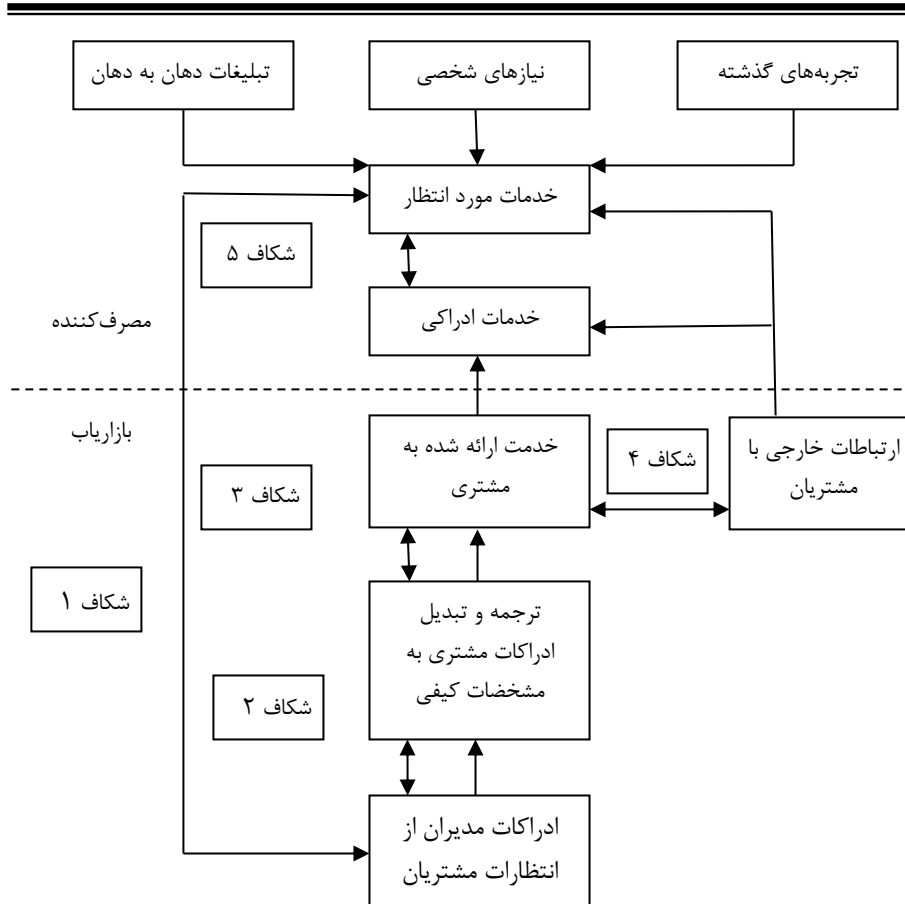 تجربه‌های گذشته
نیازهای شخصی
تبلیغات دهان به دهان
خدمات مورد انتظار
شکاف ۵
خدمات ادراکی
مصرف‌کننده
بازاریاب
خدمت ارائه شده به
مشتری
شکاف ۴
ارتباطات خارجی با
مشتریان
شکاف ۳
شکاف ۱
ترجمه و تبدیل
ادراکات مشتری به
مشخصات کیفی
شکاف ۲
ادراکات مدیران از
انتظارات مشتریان